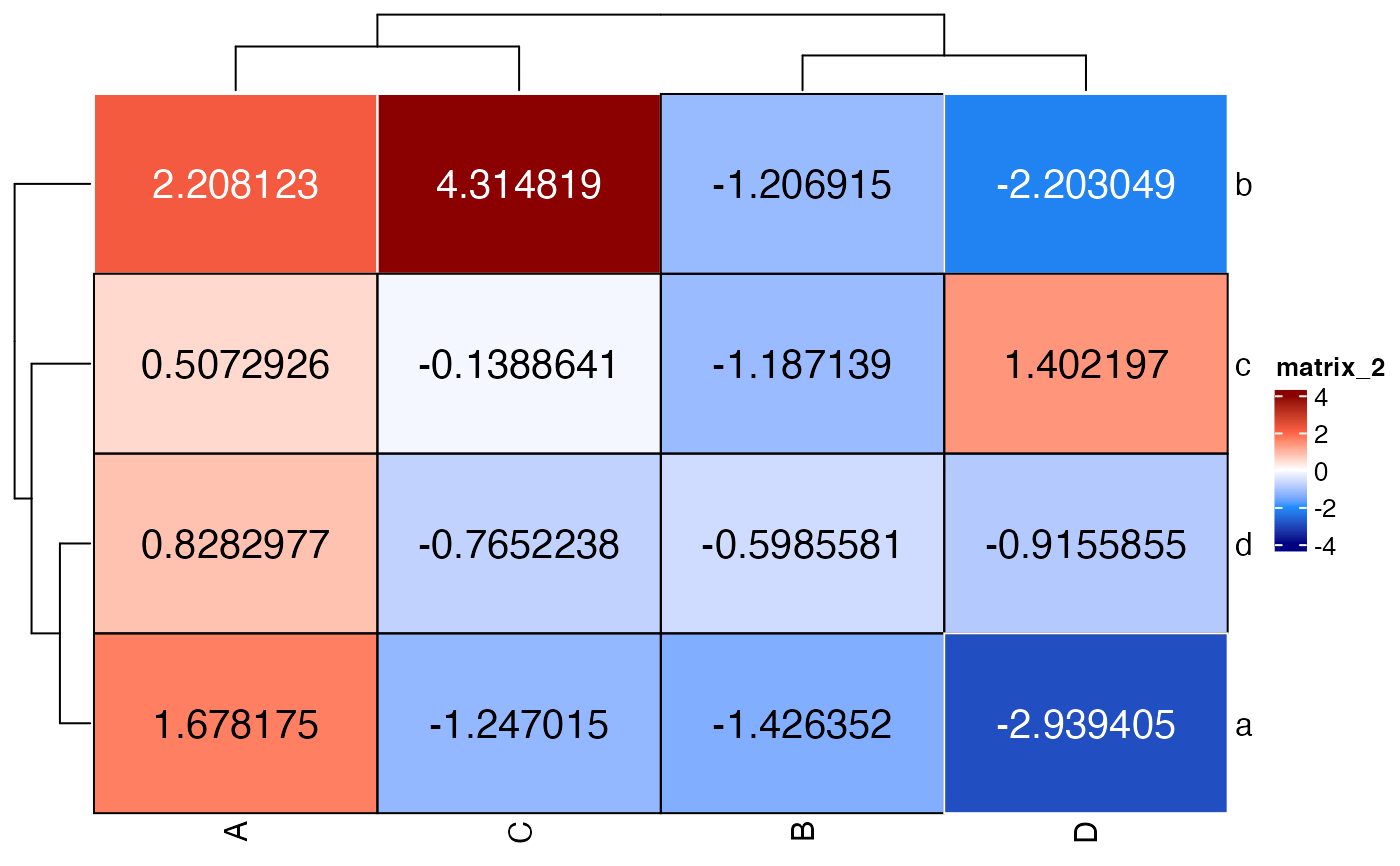 2.208123 4.314819 -1.206915 -2.203049 b
0.5072926 -0.1388641 -1.187139 1.402197 c
0.8282977 -0.7652238 -0.5985581 -0.9155855 d
1.678175 -1.247015 -1.426352 -2.939405 a
A C B D
matrix_2
4
2
0
-2
-4